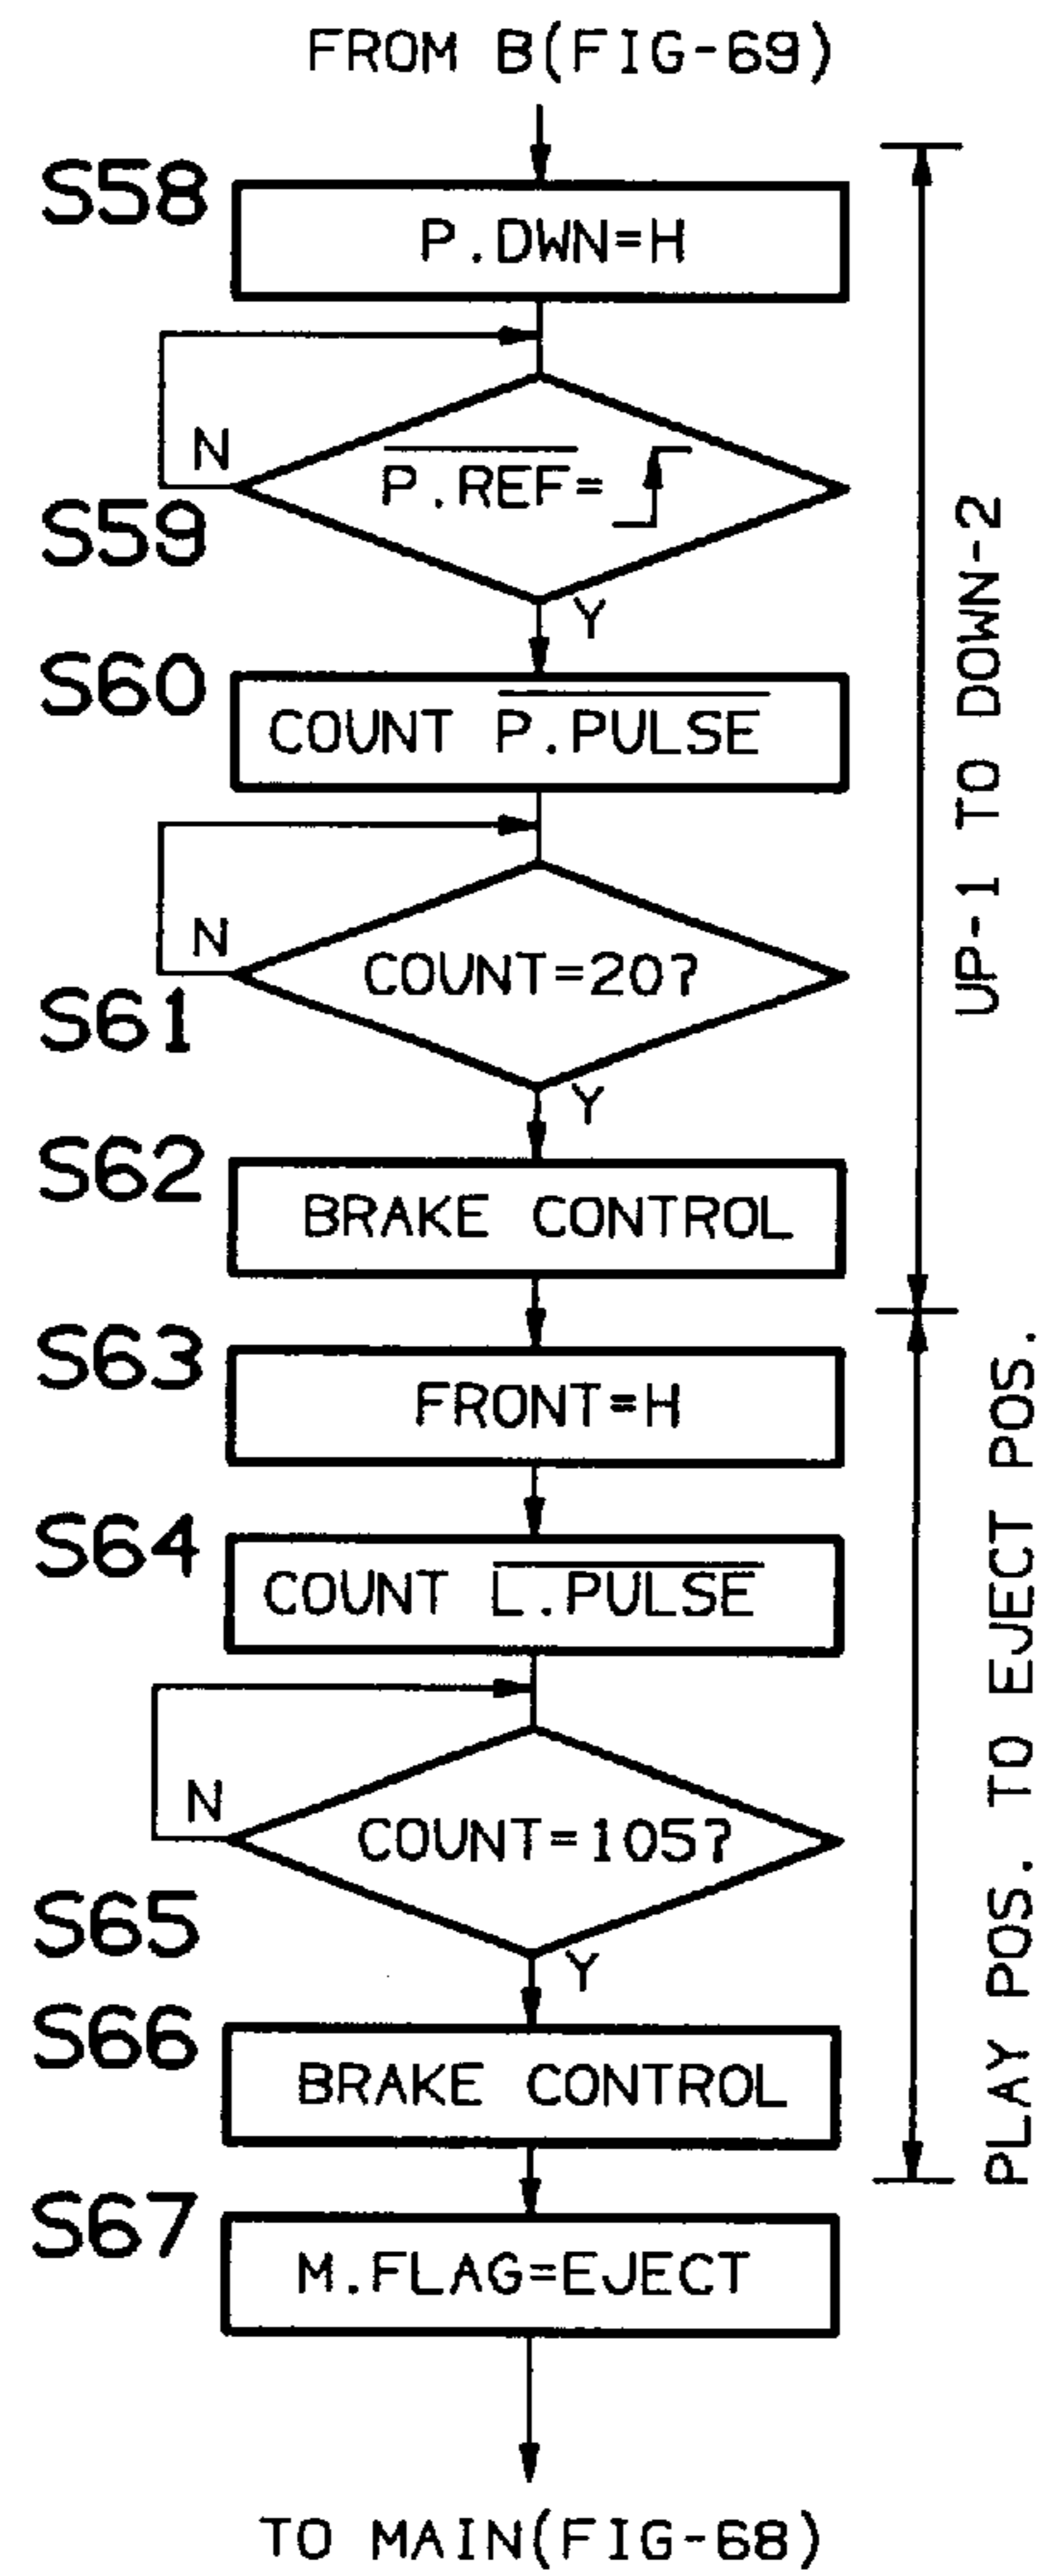 FROM B(FIG-69)
S58
P.DWN=H
N
P.REF=
S59
Y
S60
COUNT P.PULSE
N
COUNT=20?
S61
Y
S62
BRAKE CONTROL
UP-1 TO DOWN-2
S63
FRONT=H
S64
COUNT L.PULSE
N
COUNT=105?
S65
Y
S66
BRAKE CONTROL
PLAY POS. TO EJECT POS.
S67
M.FLAG=EJECT
TO MAIN(FIG-68)